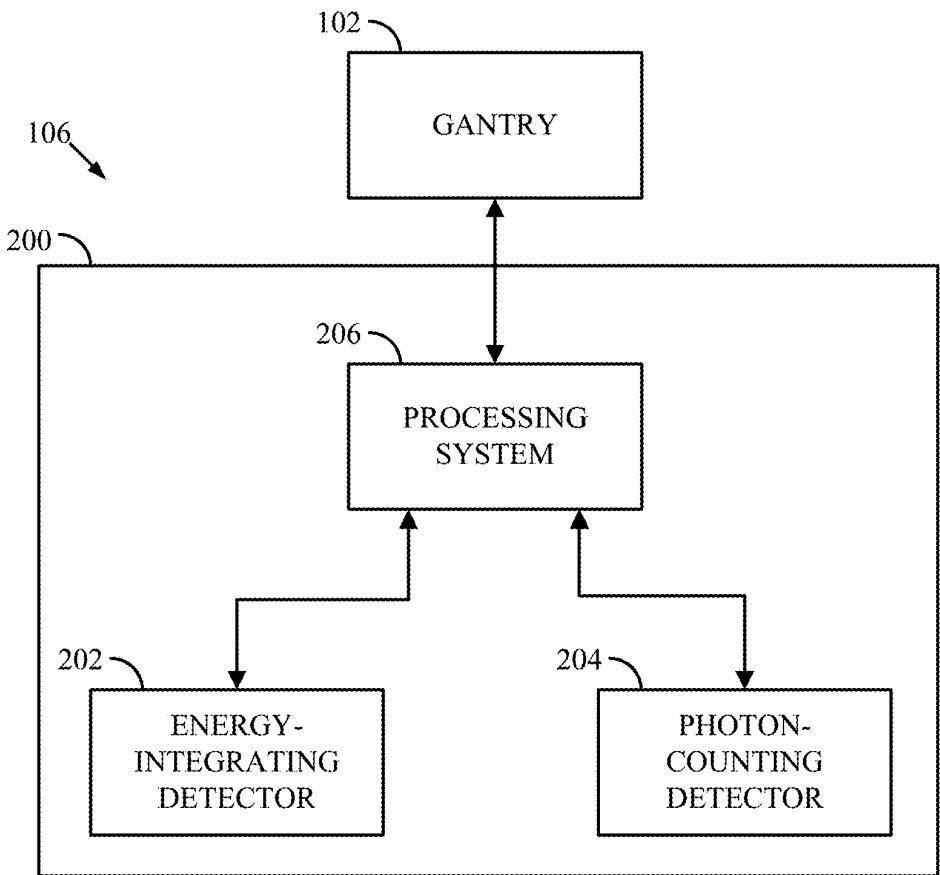 102
GANTRY
106
200
206
PROCESSING
SYSTEM
202
ENERGY-
INTEGRATING
DETECTOR
204
PHOTON-
COUNTING
DETECTOR